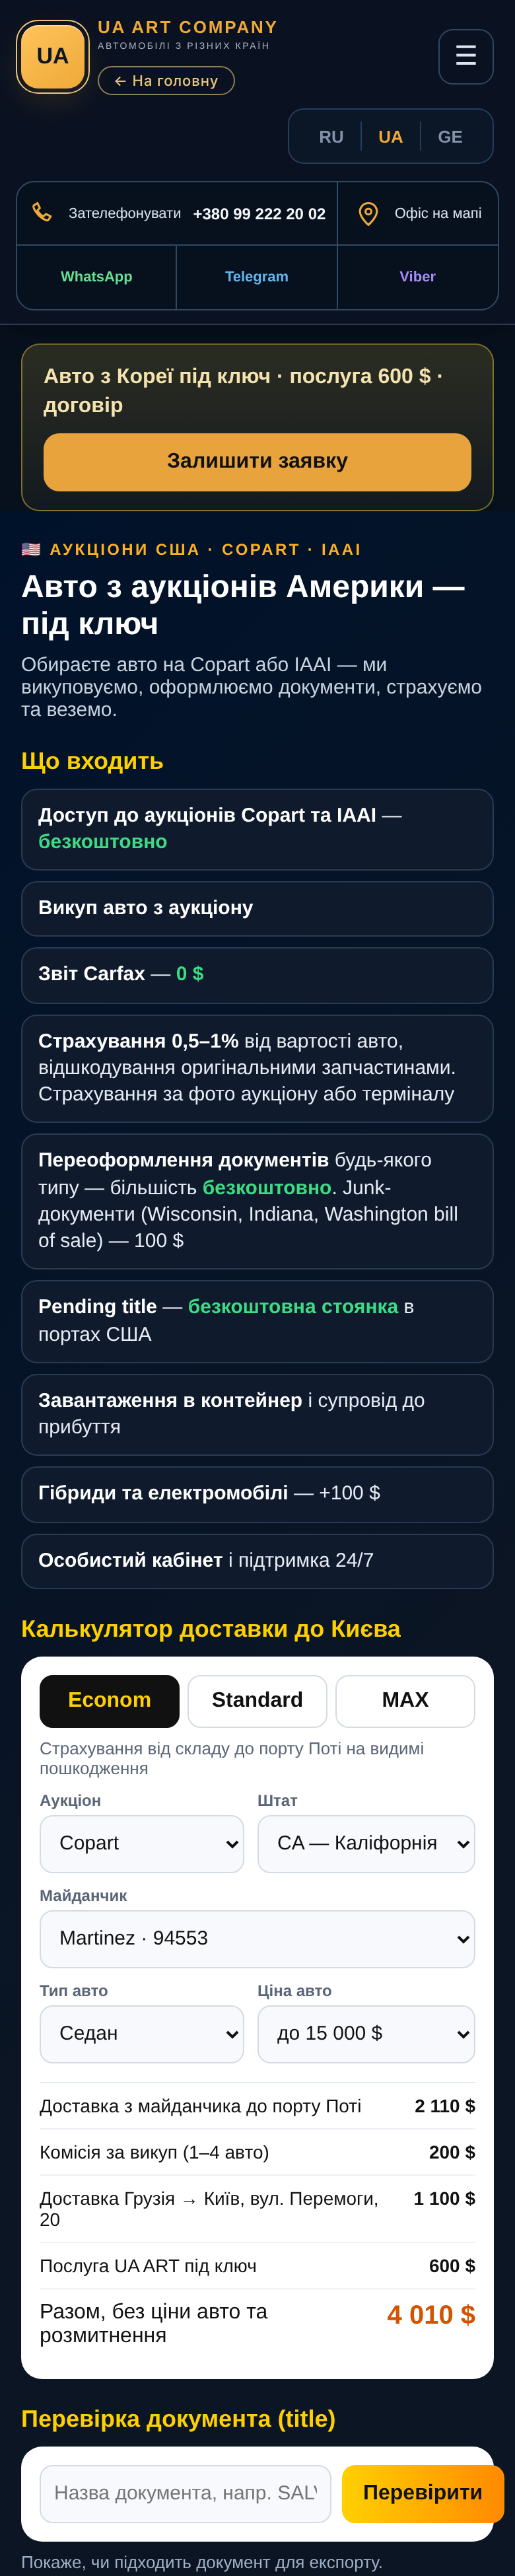 UA
UA ART COMPANY
АВТОМОБІЛІ З РІЗНИХ КРАЇН
← На головну
☰
RU
UA
GE
Зателефонувати +380 99 222 20 02
Офіс на мапі
WhatsApp
Telegram
Viber
Авто з Кореї під ключ · послуга 600 $ ·
договір
Залишити заявку
🇺🇸 АУКЦІОНИ США · COPART · IAAI
Авто з аукціонів Америки —
під ключ
Обираєте авто на Copart або IAAI — ми
викуповуємо, оформлюємо документи, страхуємо
та веземо.
Що входить
Доступ до аукціонів Copart та IAAI —
безкоштовно
Викуп авто з аукціону
Звіт Carfax — 0 $
Страхування 0,5–1% від вартості авто,
відшкодування оригінальними запчастинами.
Страхування за фото аукціону або терміналу
Переоформлення документів будь-якого
типу — більшість безкоштовно. Junk-
документи (Wisconsin, Indiana, Washington bill
of sale) — 100 $
Pending title — безкоштовна стоянка в
портах США
Завантаження в контейнер і супровід до
прибуття
Гібриди та електромобілі — +100 $
Особистий кабінет і підтримка 24/7
Калькулятор доставки до Києва
Econom
Standard
MAX
Страхування від складу до порту Поті на видимі
пошкодження
Аукціон
Штат
Copart
CA — Каліфорнія
Майданчик
Martinez · 94553
Тип авто
Ціна авто
Седан
до 15 000 $
Доставка з майданчика до порту Поті 2 110 $
Комісія за викуп (1–4 авто) 200 $
Доставка Грузія → Київ, вул. Перемоги, 1 100 $
20
Послуга UA ART під ключ 600 $
Разом, без ціни авто та 4 010 $
розмитнення
Перевірка документа (title)
Назва документа, напр. SAL
Перевірити
Покаже, чи підходить документ для експорту.